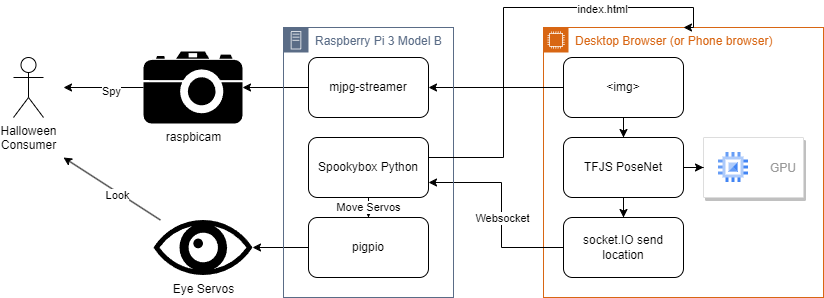 index.html
Raspberry Pi 3 Model B
Desktop Browser (or Phone browser)
mjpg-streamer
<img>
Spy
Halloween
Consumer
raspbicam
Spookybox Python
TFJS PoseNet
GPU
Look
Move Servos
Websocket
pigpio
socket.IO send
location
Eye Servos